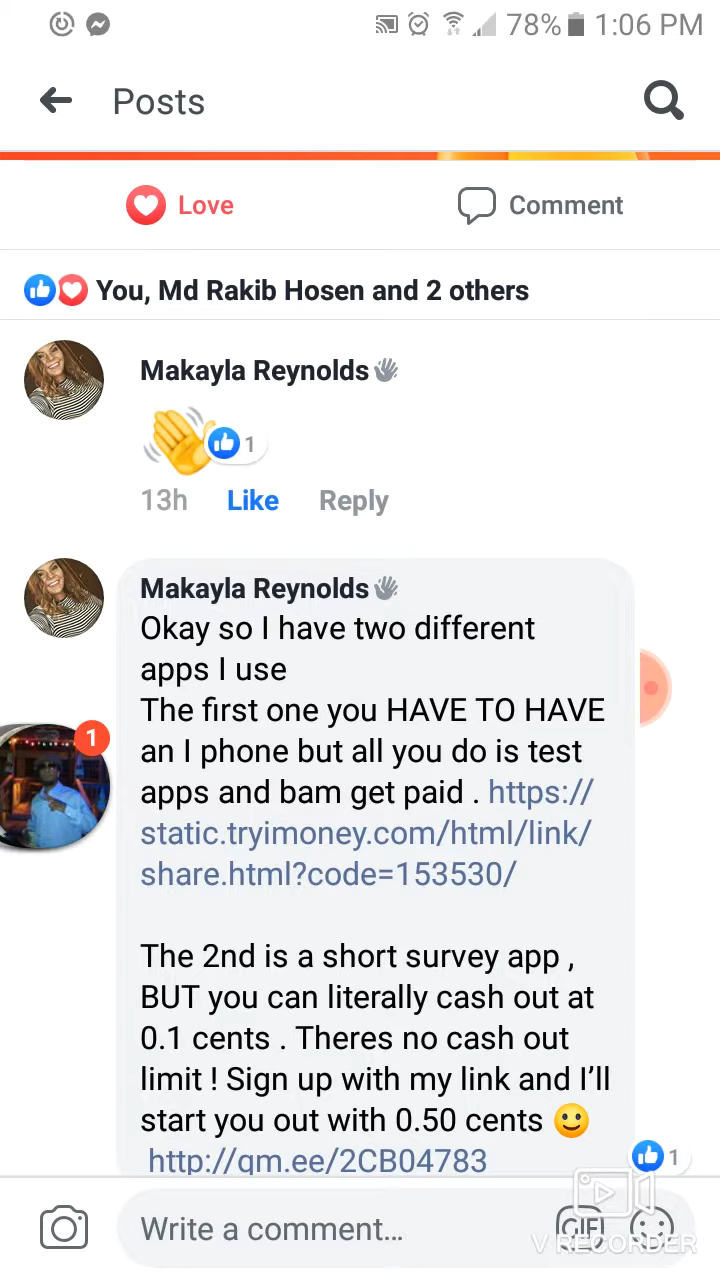 78% 1:06 PM
Posts
Love Comment
You, Md Rakib Hosen and 2 others
Makayla Reynolds
1
13h Like Reply
Makayla Reynolds
Okay so I have two different
apps I use
The first one you HAVE TO HAVE
an I phone but all you do is test
apps and bam get paid . https://
static.tryimoney.com/html/link/
share.html?code=153530/
1
The 2nd is a short survey app ,
BUT you can literally cash out at
0.1 cents . Theres no cash out
limit ! Sign up with my link and I’ll
start you out with 0.50 cents
http://qm.ee/2CB04783
1
Write a comment...
GIF
V RECORDER